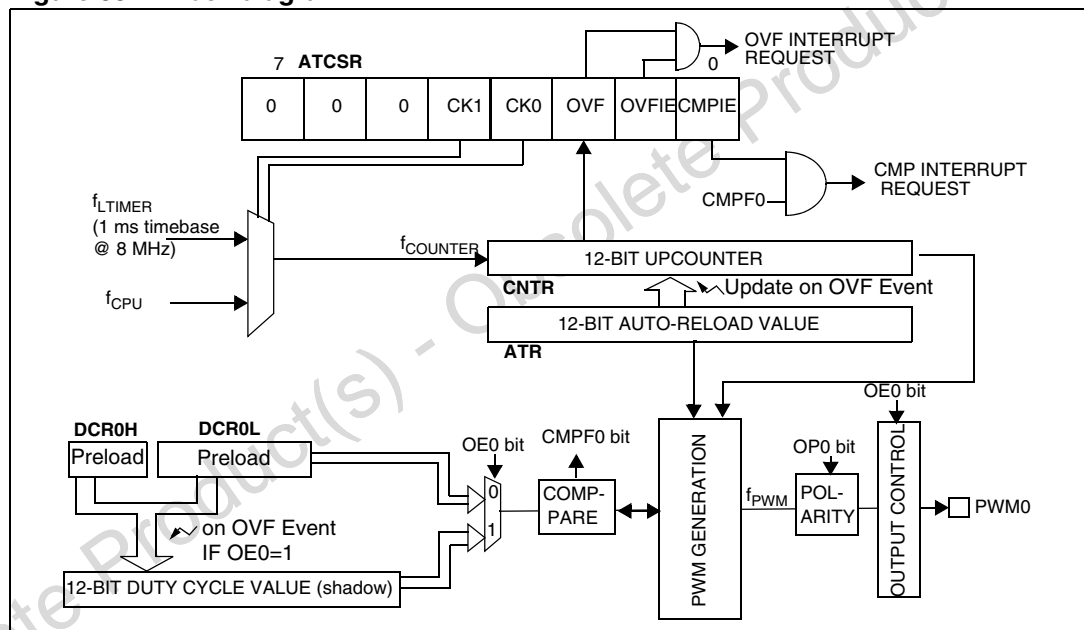 7 ATCSR 0
0 0 0 CK1 CK0 OVF OVFIE CMPIE
OVF INTERRUPT
REQUEST
CMP INTERRUPT
REQUEST
CMPF0
fLTIMER
(1 ms timebase
@ 8 MHz)
fCPU
fCOUNTER
12-BIT UPCOUNTER
CNTR
Update on OVF Event
12-BIT AUTO-RELOAD VALUE
ATR
DCR0H DCR0L
Preload Preload
on OVF Event
IF OE0=1
12-BIT DUTY CYCLE VALUE (shadow)
OE0 bit
0
1
CMPF0 bit
COMP-
PARE
PWM GENERATION
fPWM
OP0 bit
POL-
ARITY
OE0 bit
OUTPUT CONTROL
PWM0
Product(s) - Obsolete Product